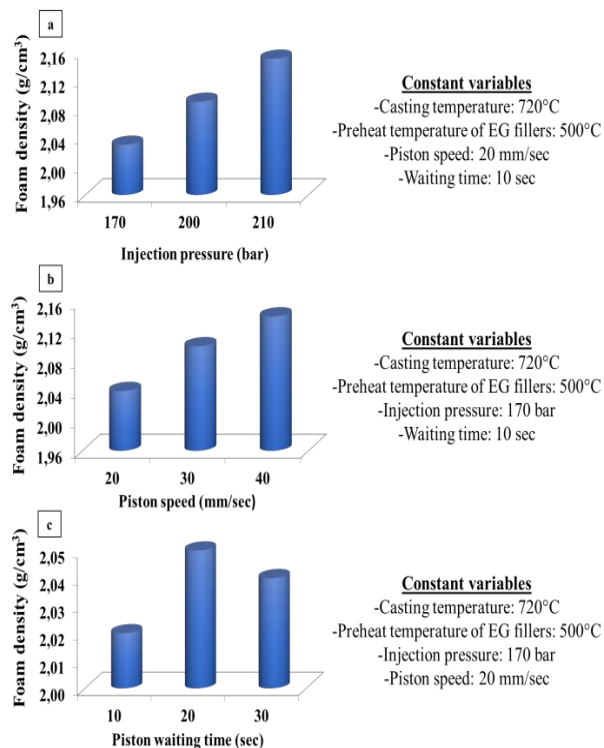 a
Foam density (g/cm³)
2,16
2,12
2,08
2,04
2,00
1,96
170 200 210
Injection pressure (bar)
Constant variables
-Casting temperature: 720°C
-Preheat temperature of EG fillers: 500°C
-Piston speed: 20 mm/sec
-Waiting time: 10 sec
b
Foam density (g/cm³)
2,16
2,12
2,08
2,04
2,00
1,96
20 30 40
Piston speed (mm/sec)
Constant variables
-Casting temperature: 720°C
-Preheat temperature of EG fillers: 500°C
-Injection pressure: 170 bar
-Waiting time: 10 sec
c
Foam density (g/cm³)
2,05
2,04
2,03
2,02
2,01
2,00
10 20 30
Piston waiting time (sec)
Constant variables
-Casting temperature: 720°C
-Preheat temperature of EG fillers: 500°C
-Injection pressure: 170 bar
-Piston speed: 20 mm/sec